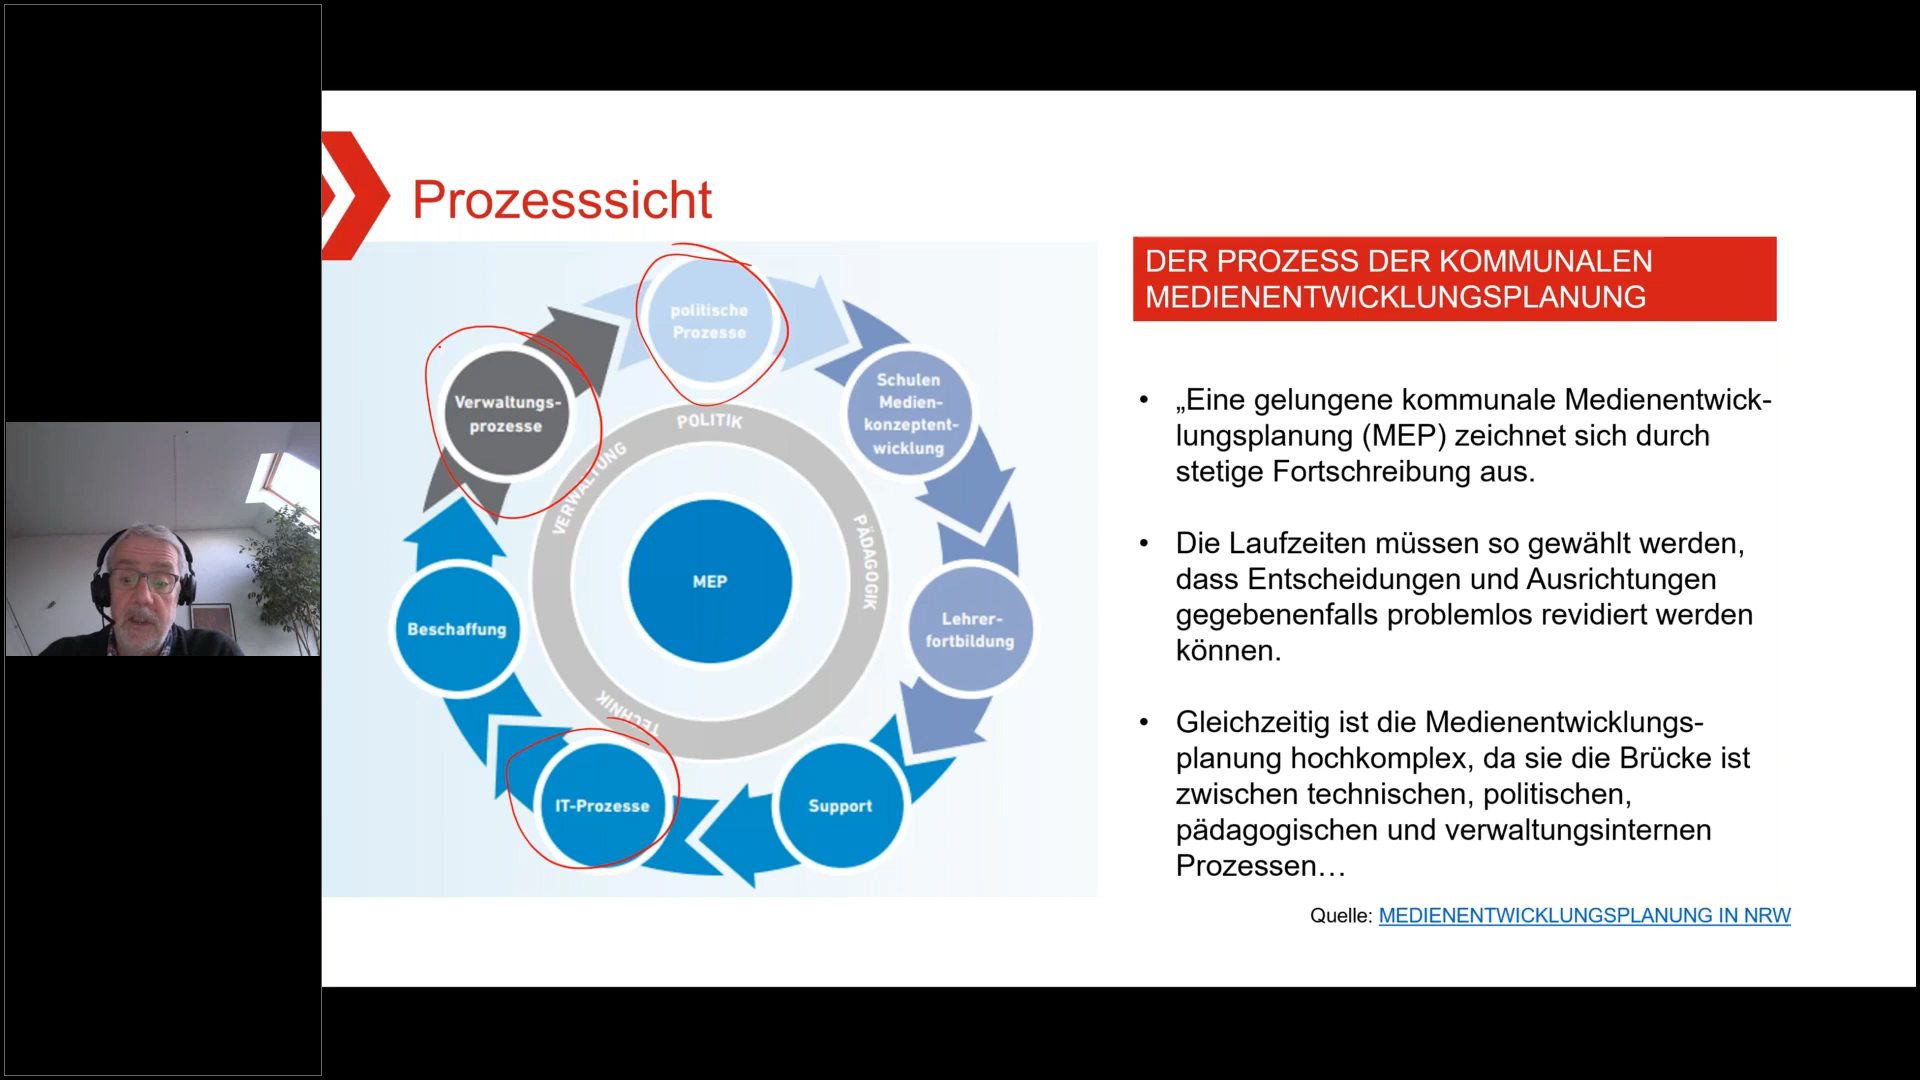 Prozesssicht
politische
Prozesse
Schulen
Medien-
konzeptent-
wicklung
Lehrer-
fortbildung
Support
IT-Prozesse
Beschaffung
Verwaltungs-
prozesse
POLITIK
PÄDAGOGIK
TECHNIK
VERWALTUNG
MEP
DER PROZESS DER KOMMUNALEN
MEDIENENTWICKLUNGSPLANUNG
• „Eine gelungene kommunale Medienentwick-
lungsplanung (MEP) zeichnet sich durch
stetige Fortschreibung aus.
• Die Laufzeiten müssen so gewählt werden,
dass Entscheidungen und Ausrichtungen
gegebenenfalls problemlos revidiert werden
können.
• Gleichzeitig ist die Medienentwicklungs-
planung hochkomplex, da sie die Brücke ist
zwischen technischen, politischen,
pädagogischen und verwaltungsinternen
Prozessen…
Quelle: MEDIENENTWICKLUNGSPLANUNG IN NRW